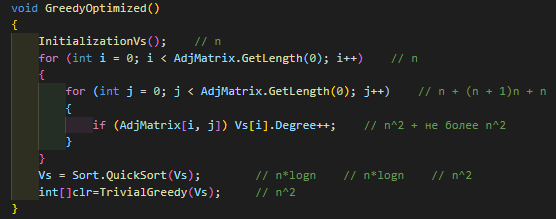 void GreedyOptimized()
{
InitializationVs(); // n
for (int i = 0; i < AdjMatrix.GetLength(0); i++) // n
{
for (int j = 0; j < AdjMatrix.GetLength(0); j++) // n + (n + 1)n + n
{
if (AdjMatrix[i, j]) Vs[i].Degree++; // n^2 + не более n^2
}
}
Vs = Sort.QuickSort(Vs); // n*logn // n*logn // n^2
int[]clr=TrivialGreedy(Vs); // n^2
}